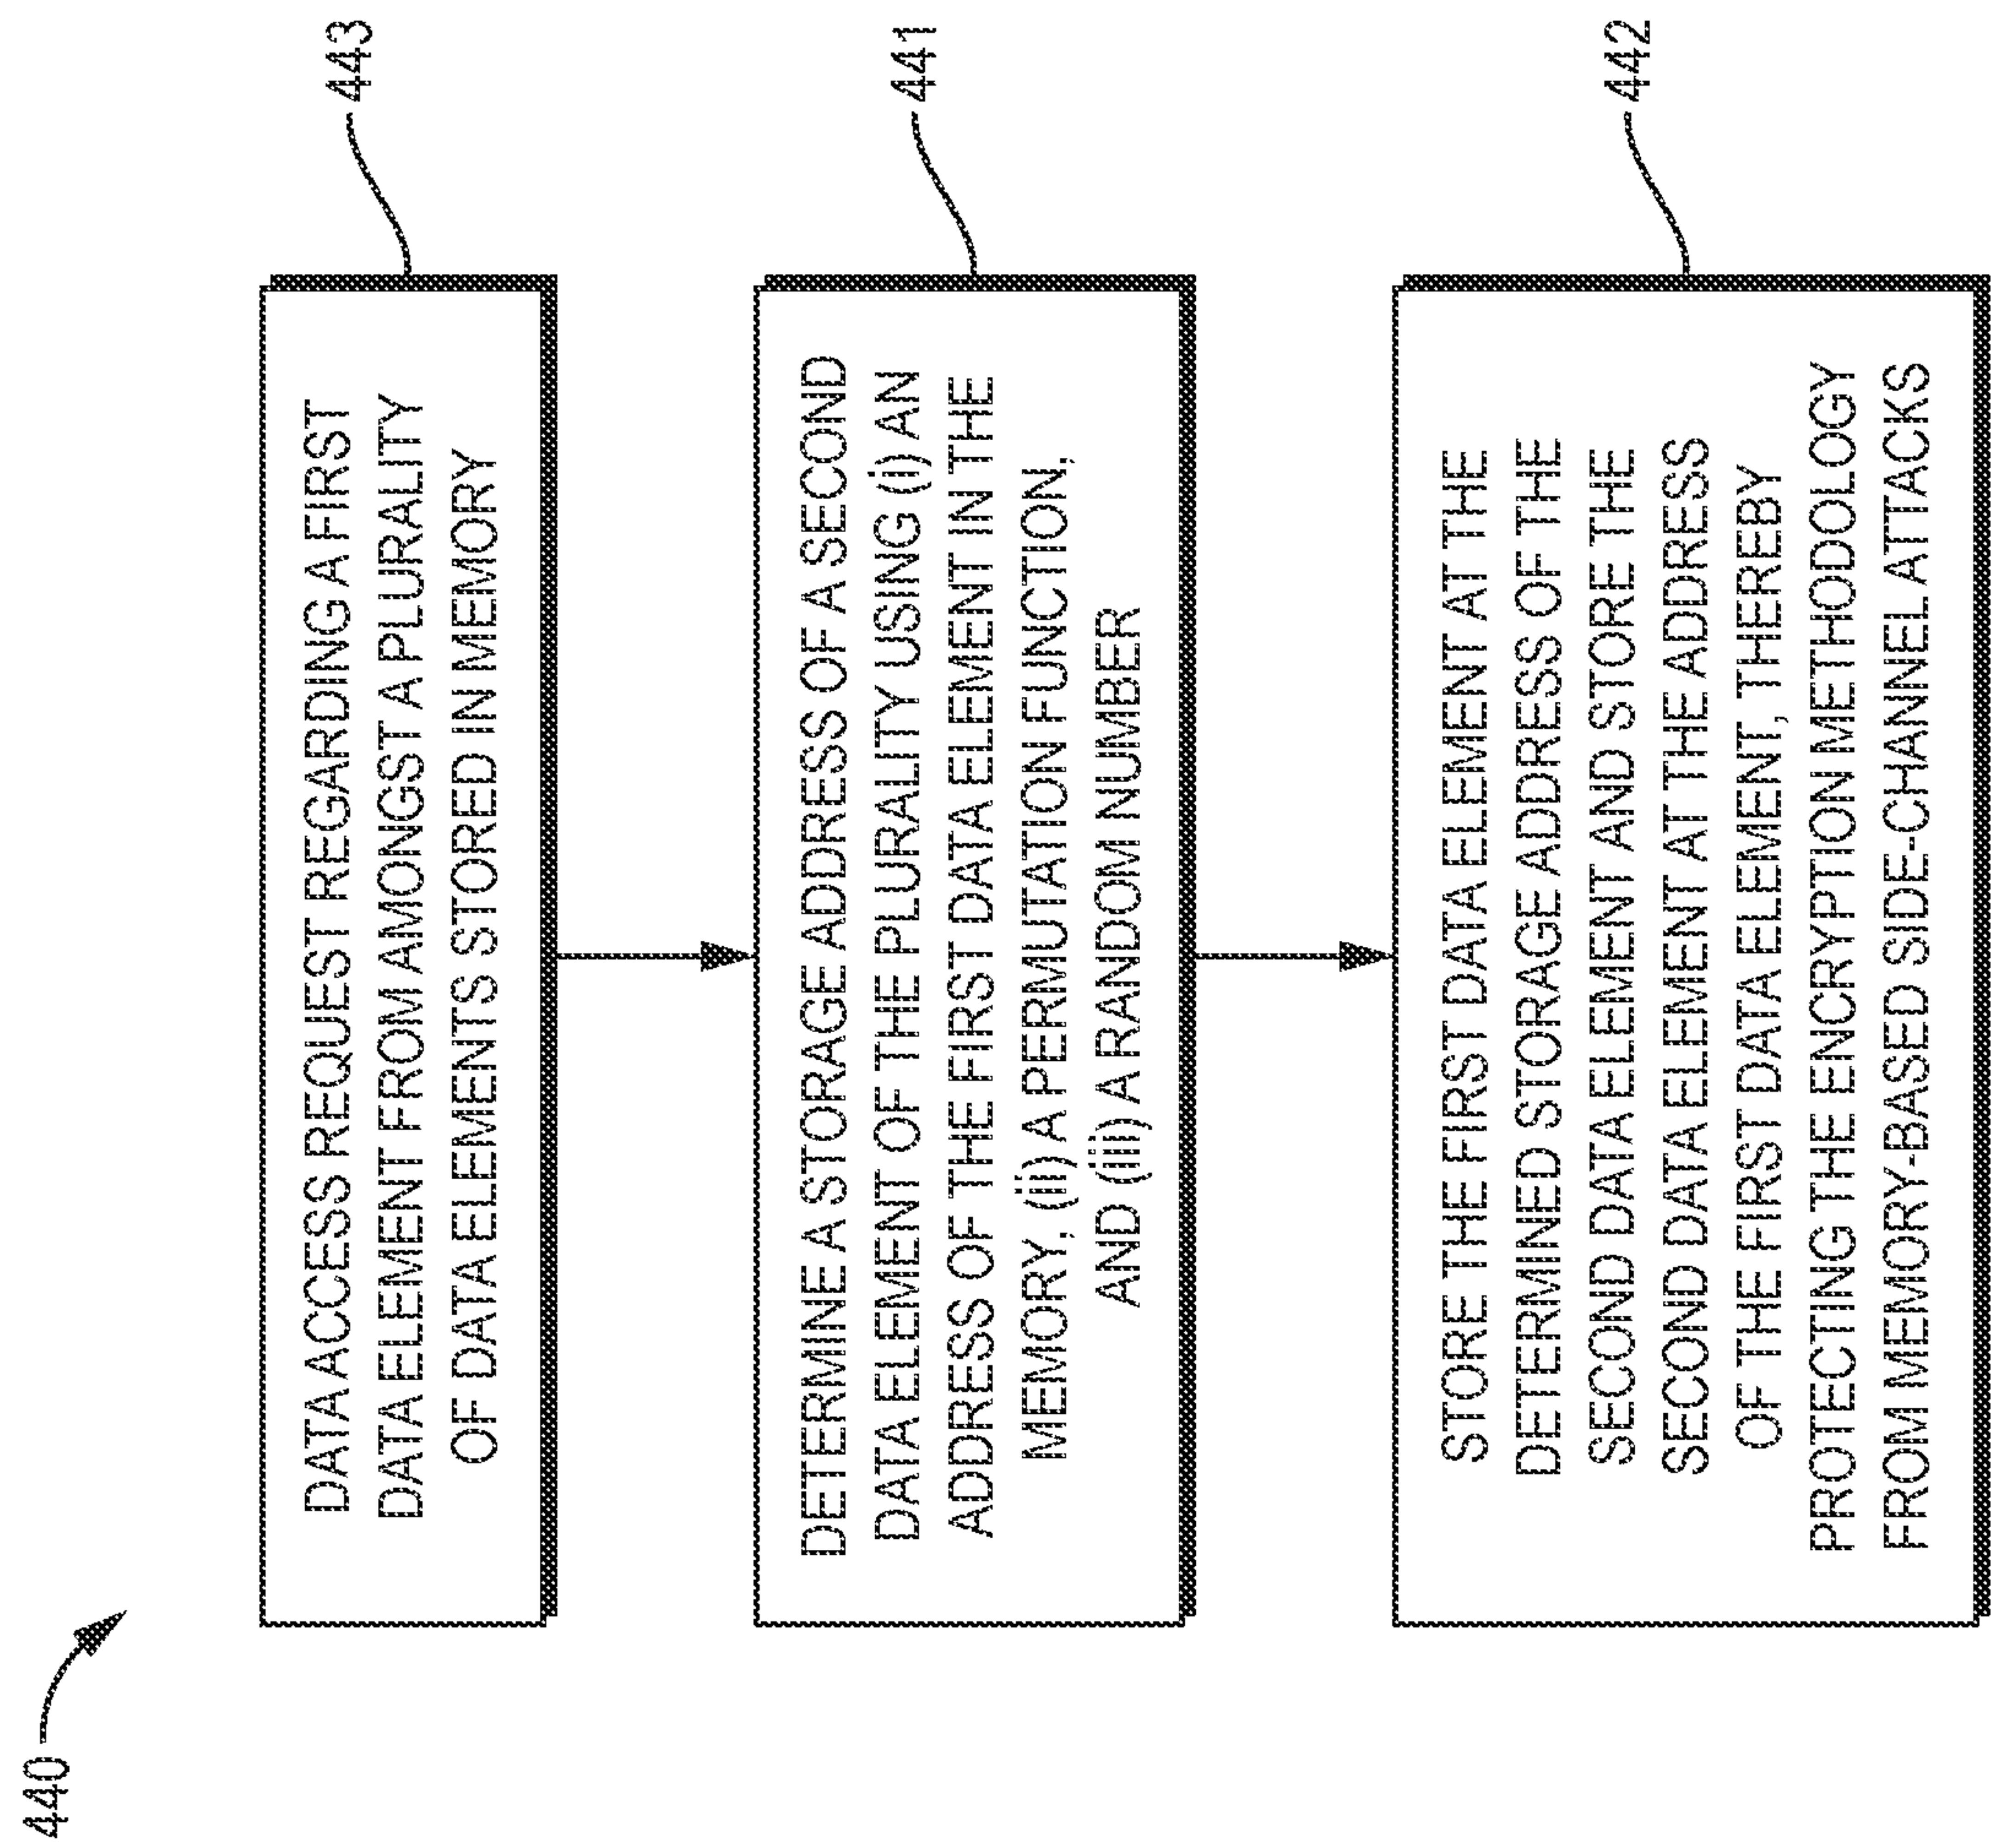 440
443
DATA ACCESS REQUEST REGARDING A FIRST
DATA ELEMENT FROM AMONGST A PLURALITY
OF DATA ELEMENTS STORED IN MEMORY
441
DETERMINE A STORAGE ADDRESS OF A SECOND
DATA ELEMENT OF THE PLURALITY USING (i) AN
ADDRESS OF THE FIRST DATA ELEMENT IN THE
MEMORY, (ii) A PERMUTATION FUNCTION,
AND (iii) A RANDOM NUMBER
442
STORE THE FIRST DATA ELEMENT AT THE
DETERMINED STORAGE ADDRESS OF THE
SECOND DATA ELEMENT AND STORE THE
SECOND DATA ELEMENT AT THE ADDRESS
OF THE FIRST DATA ELEMENT, THEREBY
PROTECTING THE ENCRYPTION METHODOLOGY
FROM MEMORY-BASED SIDE-CHANNEL ATTACKS